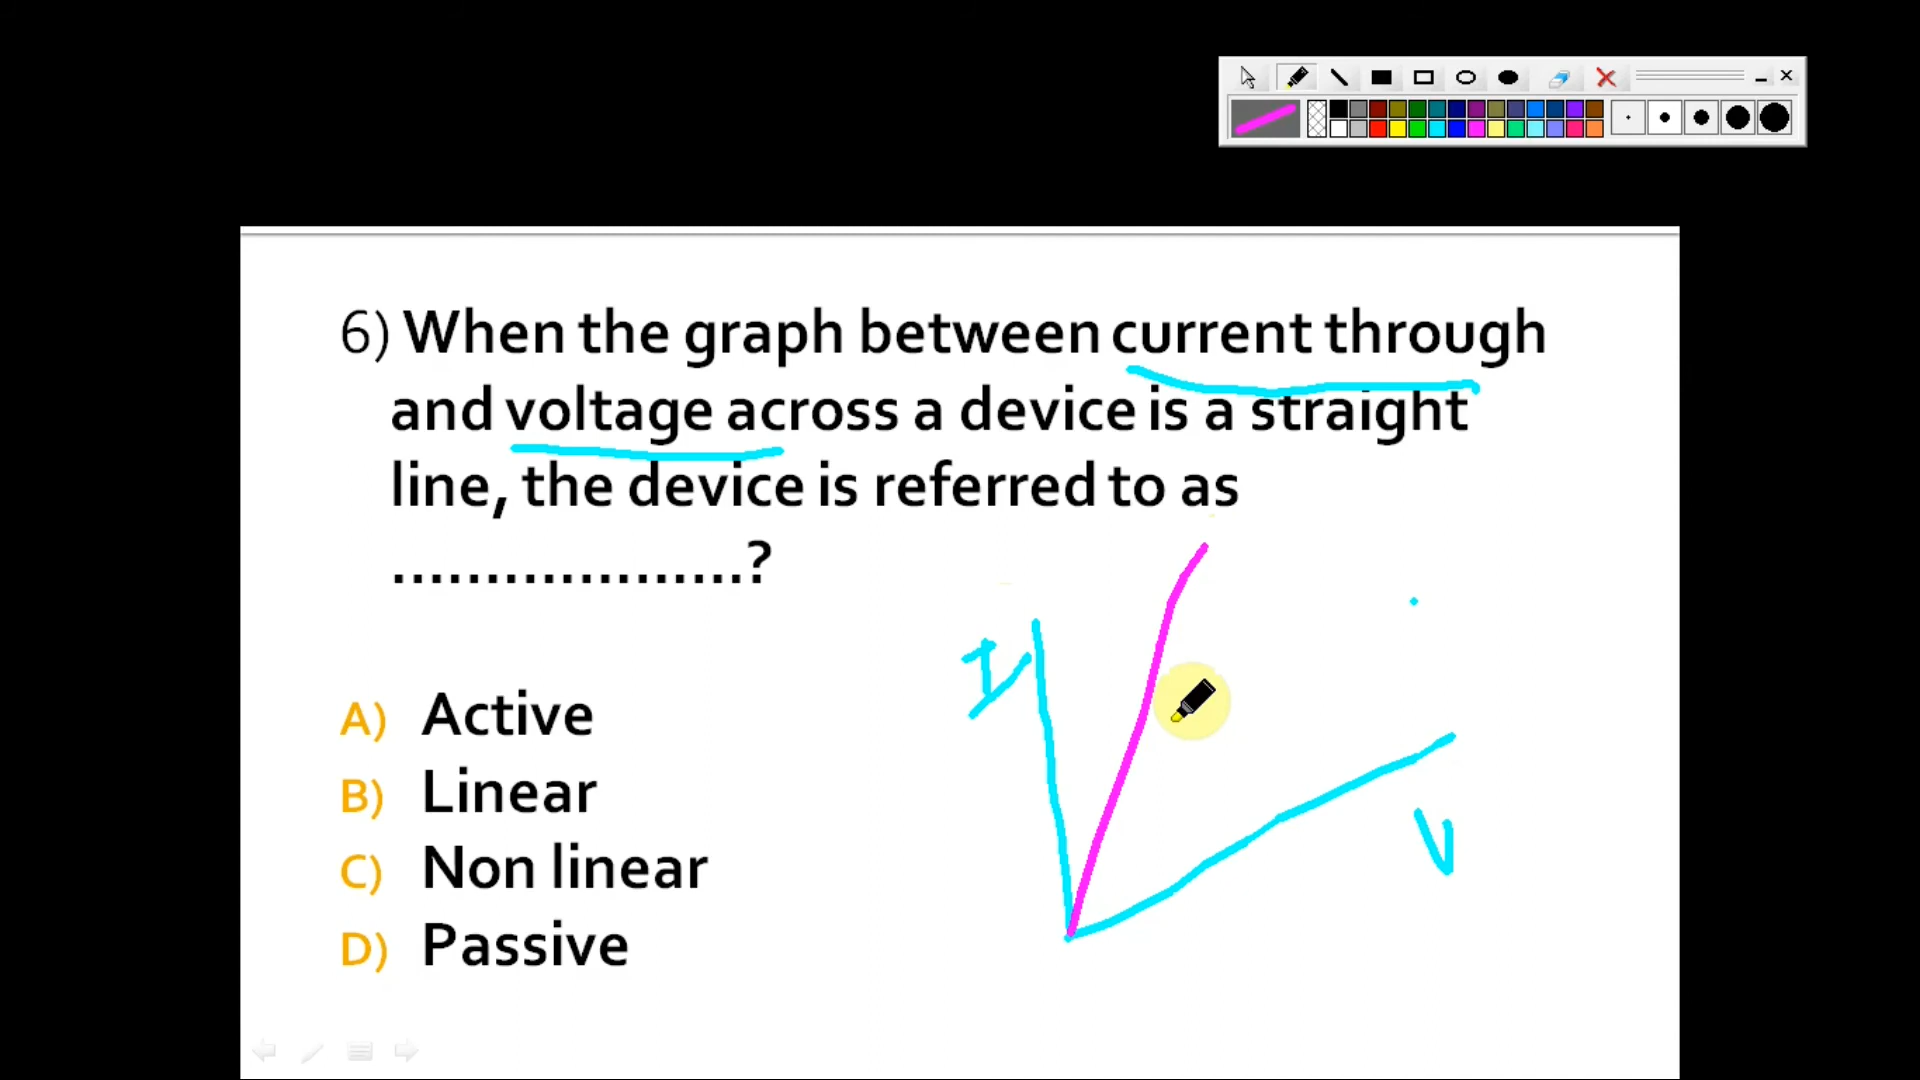 6) When the graph between current through
and voltage across a device is a straight
line, the device is referred to as
...................?
I
A) Active
B) Linear
V
C) Non linear
D) Passive